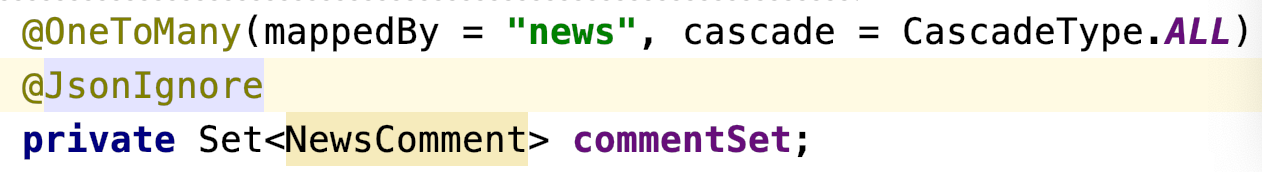 @OneToMany(mappedBy = "news", cascade = CascadeType.ALL)
@JsonIgnore
private Set<NewsComment> commentSet;